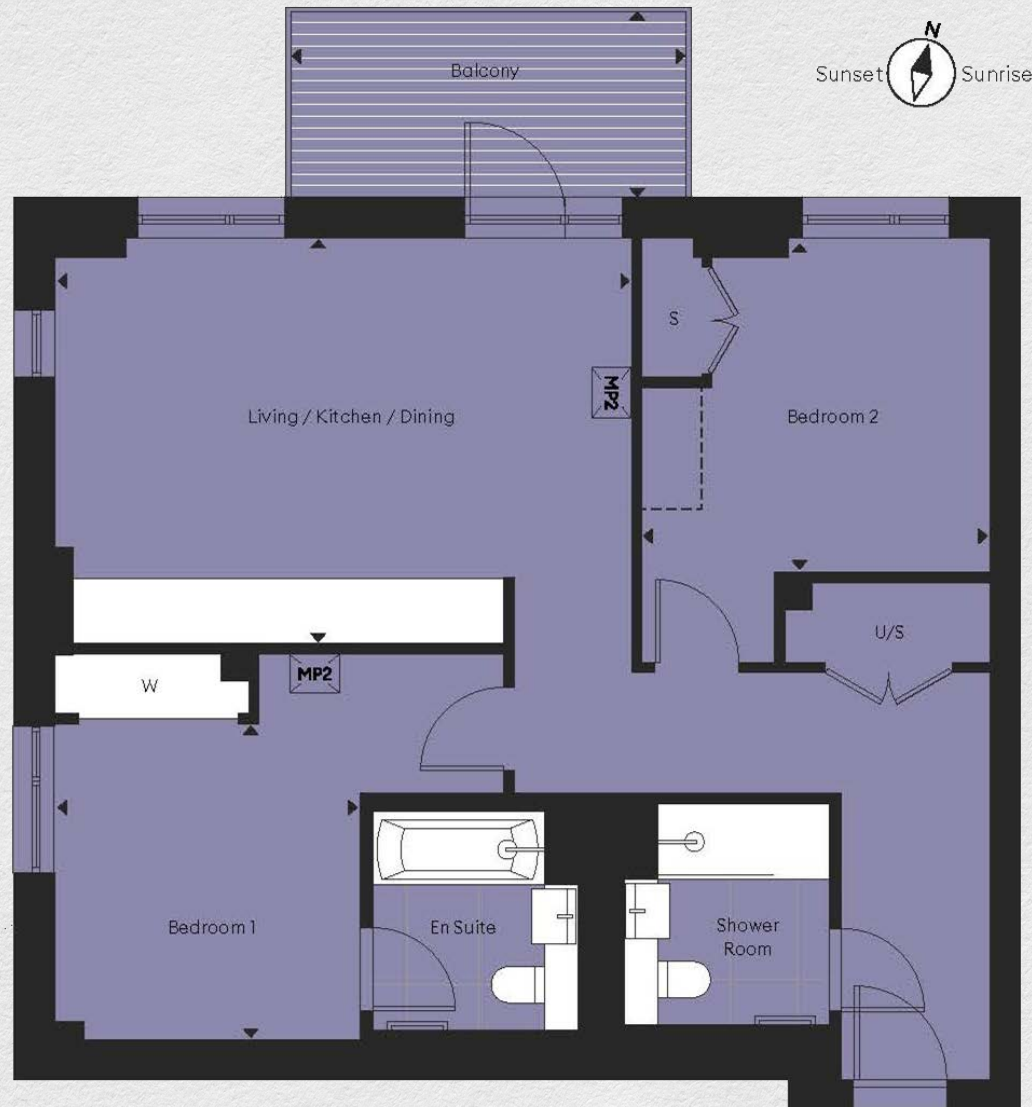 N
Sunset
Sunrise
Balcony
S
MP2
Living / Kitchen / Dining
Bedroom 2
U/S
MP2
W
Bedroom 1
En Suite
Shower
Room